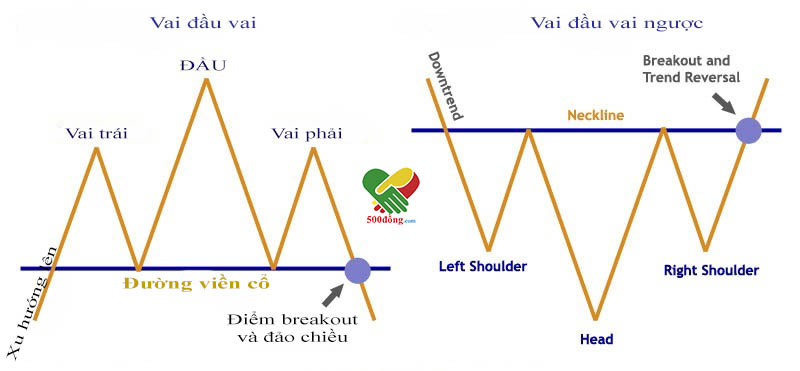 Vai đầu vai
ĐẦU
Vai trái
Vai phải
Xu hướng lên
Đường viền cổ
Điểm breakout
và đảo chiều
500đồng.com
Vai đầu vai ngược
Downtrend
Breakout and
Trend Reversal
Neckline
Left Shoulder
Right Shoulder
Head